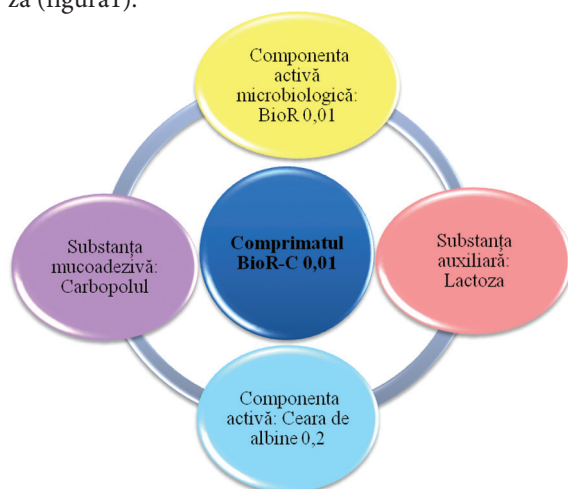 za (figura1).
Componenta
activă
microbiologică:
BioR 0,01
Substanța
mucoadezivă:
Carbopolul
Comprimatul
BioR-C 0,01
Substanța
auxiliară:
Lactoza
Componenta
activă: Ceara de
albine 0,2